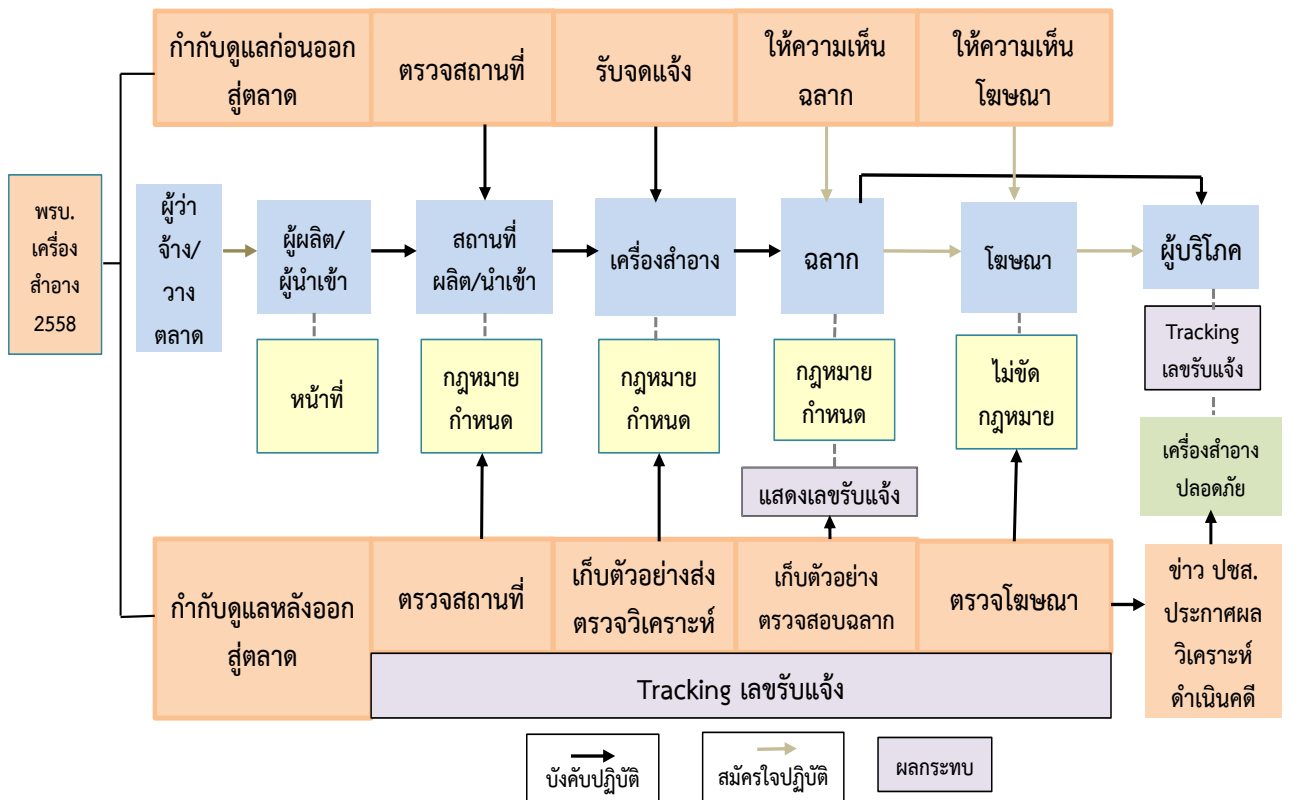 กำกับดูแลก่อนออก
สู่ตลาด
ตรวจสถานที่
รับจดแจ้ง
ให้ความเห็น
ฉลาก
ให้ความเห็น
โฆษณา
พรบ.
เครื่อง
สำอาง
2558
ผู้ว่า
จ้าง/
วาง
ตลาด
ผู้ผลิต/
ผู้นำเข้า
สถานที่
ผลิต/นำเข้า
เครื่องสำอาง
ฉลาก
โฆษณา
ผู้บริโภค
หน้าที่
กฎหมาย
กำหนด
กฎหมาย
กำหนด
กฎหมาย
กำหนด
ไม่ขัด
กฎหมาย
Tracking
เลขรับแจ้ง
แสดงเลขรับแจ้ง
เครื่องสำอาง
ปลอดภัย
กำกับดูแลหลังออก
สู่ตลาด
ตรวจสถานที่
เก็บตัวอย่างส่ง
ตรวจวิเคราะห์
เก็บตัวอย่าง
ตรวจสอบฉลาก
ตรวจโฆษณา
ข่าว ปชส.
ประกาศผล
วิเคราะห์
ดำเนินคดี
Tracking เลขรับแจ้ง
บังคับปฏิบัติ
สมัครใจปฏิบัติ
ผลกระทบ